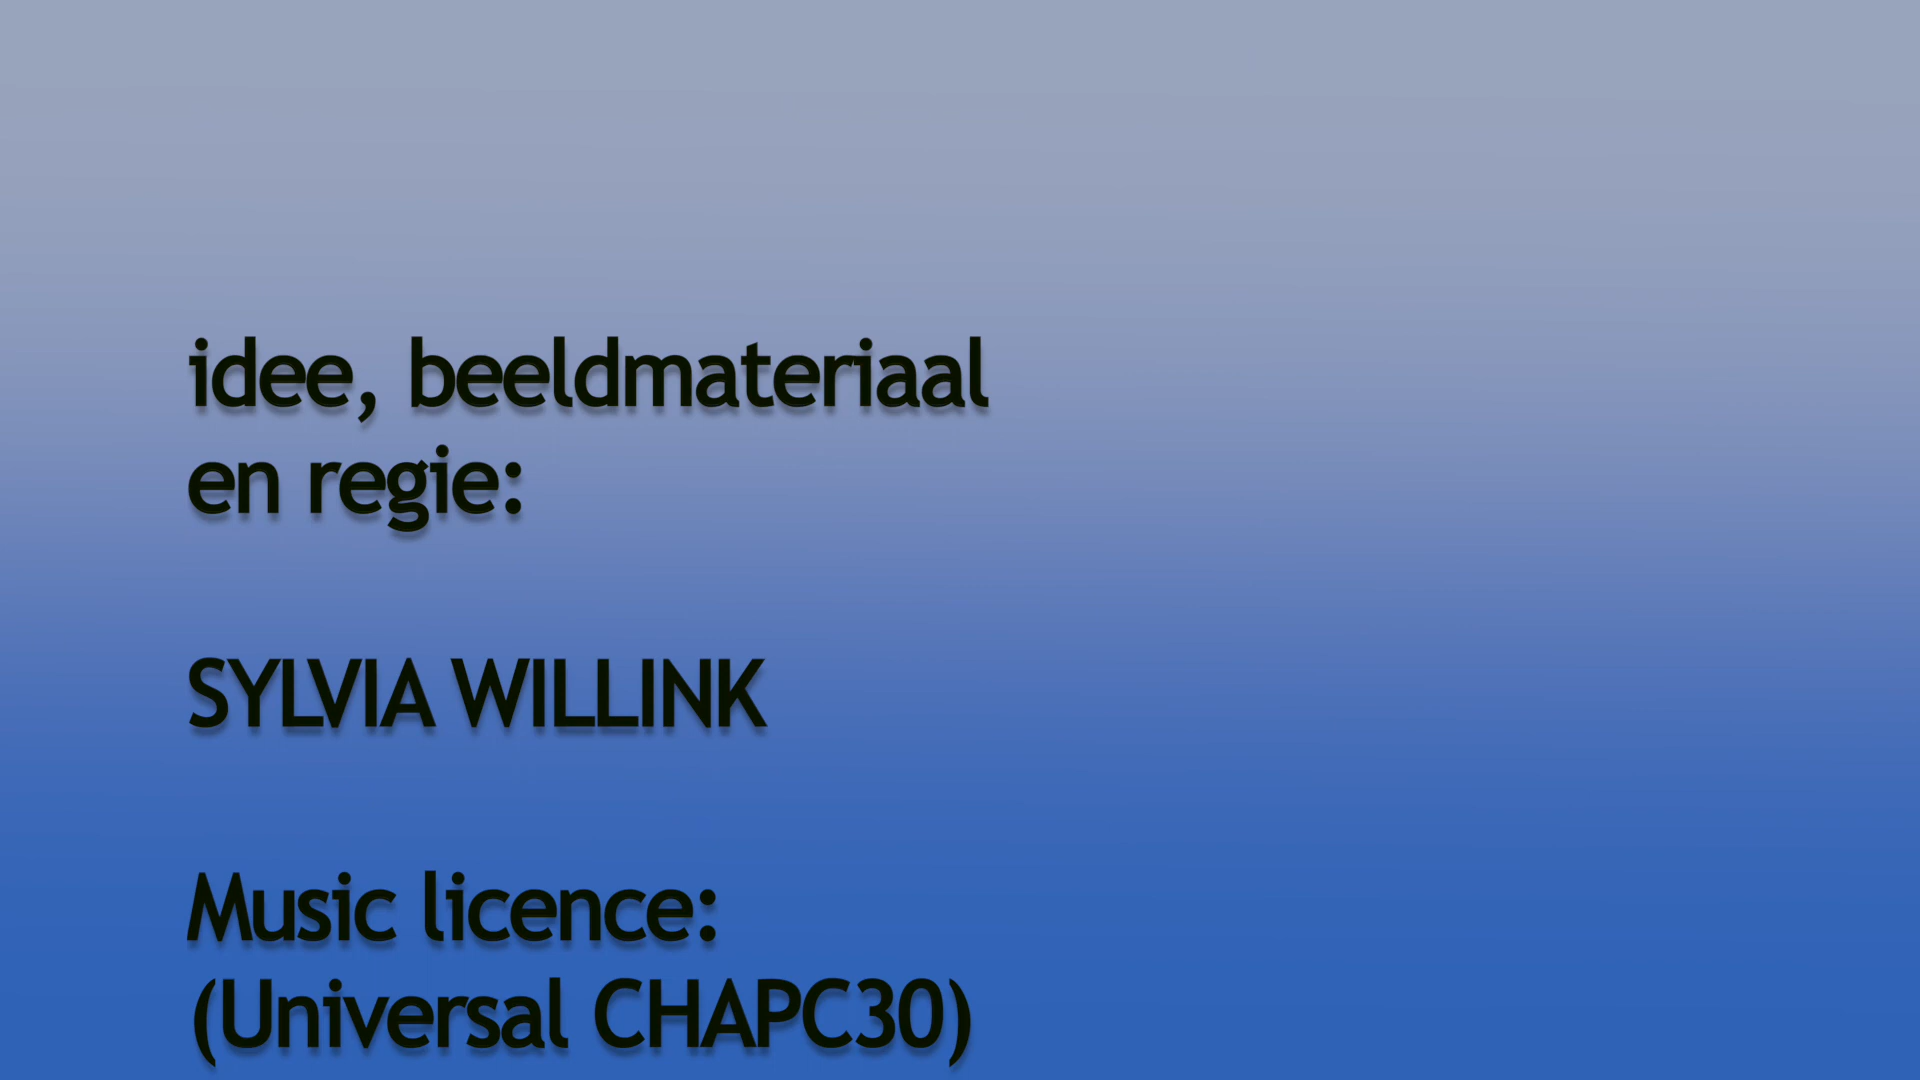 idee, beeldmateriaal
en regie:
SYLVIA WILLINK
Music licence:
(Universal CHAPC30)